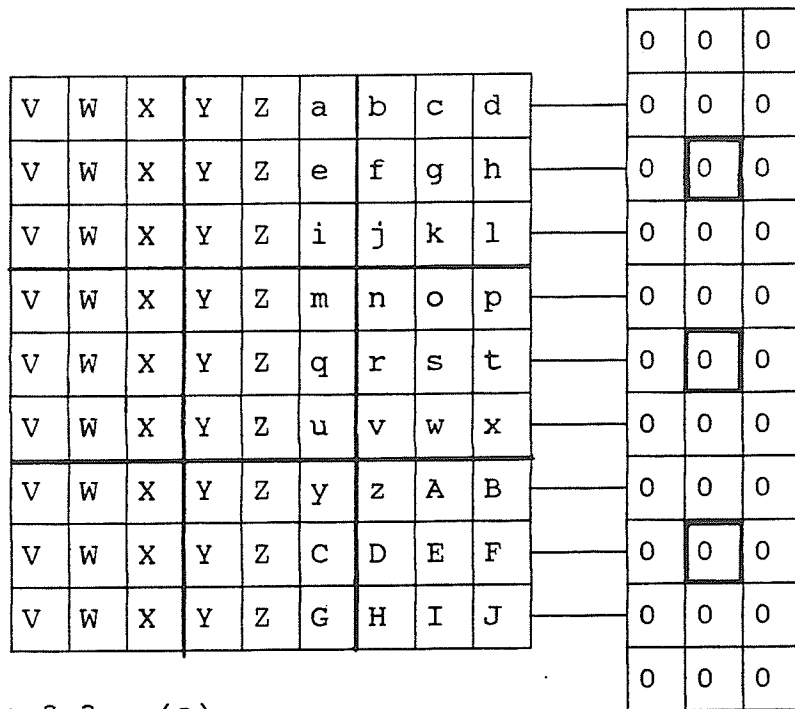 0 0 0
V W X Y Z a b c d 0 0 0
V W X Y Z e f g h 0 0 0
V W X Y Z i j k l 0 0 0
V W X Y Z m n o p 0 0 0
V W X Y Z q r s t 0 0 0
V W X Y Z u v w x 0 0 0
V W X Y Z y z A B 0 0 0
V W X Y Z C D E F 0 0 0
V W X Y Z G H I J 0 0 0
0 0 0